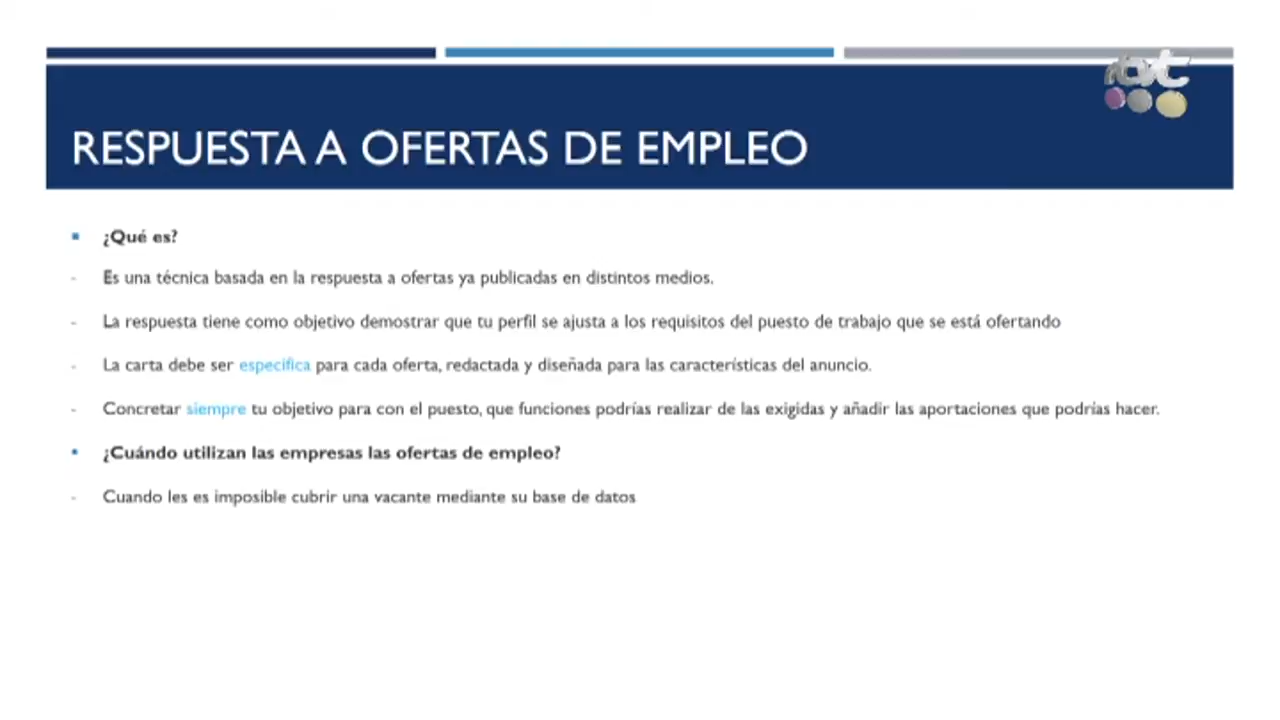 RESPUESTA A OFERTAS DE EMPLEO
¿Qué es?
- Es una técnica basada en la respuesta a ofertas ya publicadas en distintos medios.
- La respuesta tiene como objetivo demostrar que tu perfil se ajusta a los requisitos del puesto de trabajo que se está ofertando
- La carta debe ser especifica para cada oferta, redactada y diseñada para las características del anuncio.
- Concretar siempre tu objetivo para con el puesto, que funciones podrías realizar de las exigidas y añadir las aportaciones que podrías hacer.
¿Cuándo utilizan las empresas las ofertas de empleo?
- Cuando les es imposible cubrir una vacante mediante su base de datos